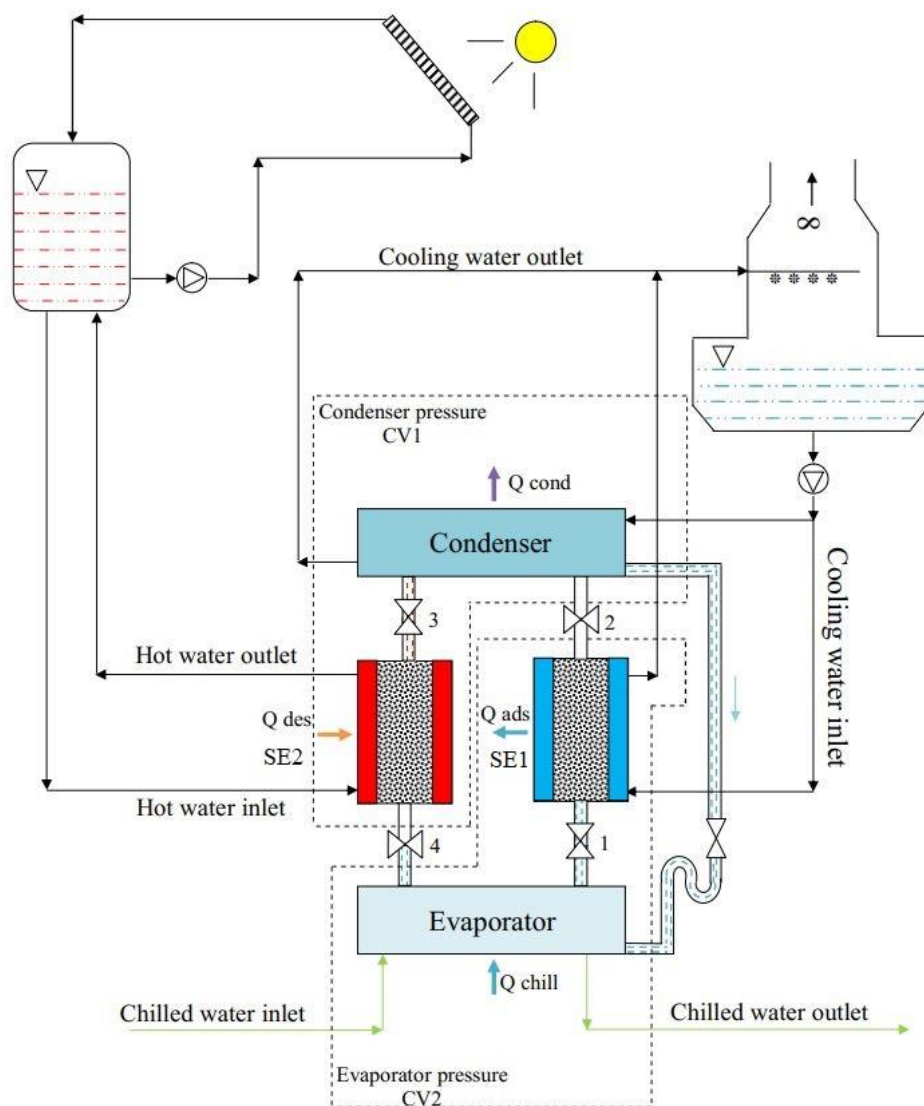 Cooling water outlet
∞
Condenser pressure
CV1
Q cond
Condenser
Cooling water inlet
3
2
Hot water outlet
Q des
SE2
Q ads
SE1
Hot water inlet
4
1
Evaporator
Q chill
Chilled water inlet
Chilled water outlet
Evaporator pressure
CV2